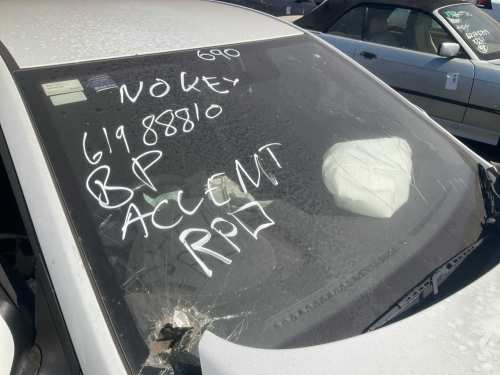 690
NO KEY
619 88810
BP
ACCENT
RPD